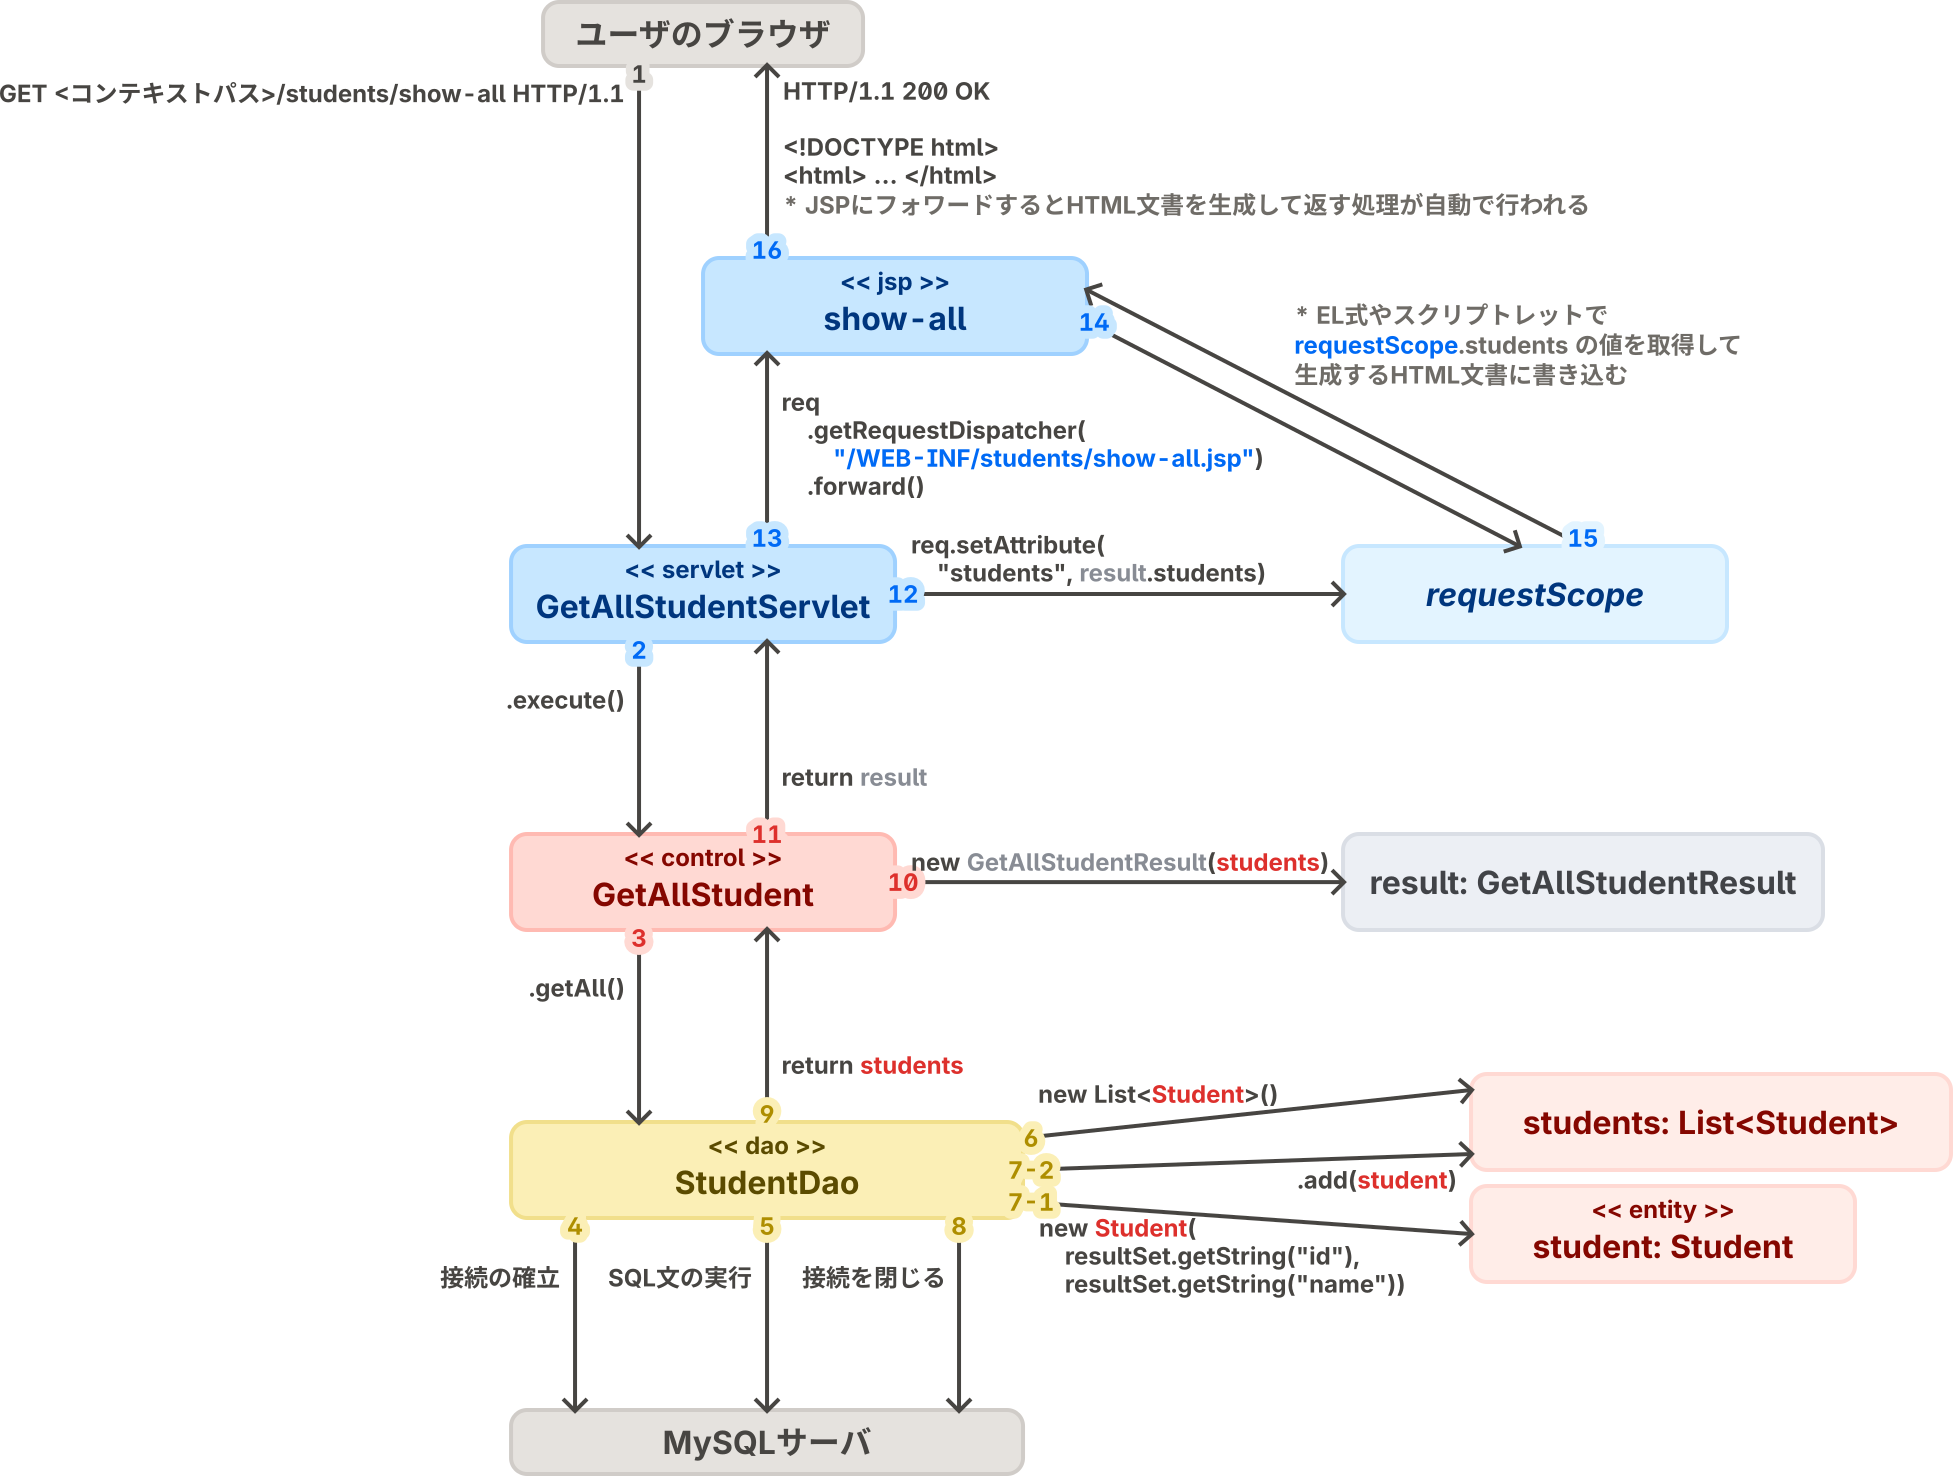 ユーザのブラウザ
1
GET <コンテキストパス>/students/show-all HTTP/1.1
HTTP/1.1 200 OK
<!DOCTYPE html>
<html> ... </html>
* JSPにフォワードするとHTML文書を生成して返す処理が自動で行われる
16
<< jsp >>
show-all
14
* EL式やスクリプトレットで
requestScope.students の値を取得して
生成するHTML文書に書き込む
req
.getRequestDispatcher(
"/WEB-INF/students/show-all.jsp")
.forward()
13
15
<< servlet >>
GetAllStudentServlet
12
req.setAttribute(
"students", result.students)
requestScope
2
.execute()
return result
11
<< control >>
GetAllStudent
10
new GetAllStudentResult(students)
result: GetAllStudentResult
3
.getAll()
return students
9
<< dao >>
StudentDao
6
7-2
7-1
new List<Student>()
students: List<Student>
.add(student)
<< entity >>
student: Student
new Student(
resultSet.getString("id"),
resultSet.getString("name"))
4
5
8
接続の確立
SQL文の実行
接続を閉じる
MySQLサーバ